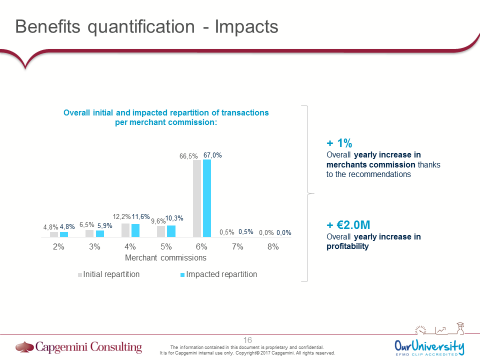 Benefits quantification - Impacts
Overall initial and impacted repartition of transactions
per merchant commission:
66,5% 67,0%
12,2% 11,6%
9,6% 10,3%
4,8% 4,8% 6,5% 5,9%
0,5% 0,5% 0,0% 0,0%
2% 3% 4% 5% 6% 7% 8%
Merchant commissions
Initial repartition Impacted repartition
+ 1%
Overall yearly increase in
merchants commission thanks
to the recommendations
+ €2.0M
Overall yearly increase in
profitability
Capgemini Consulting
16
The information contained in this document is proprietary and confidential.
It is for Capgemini internal use only. Copyright© 2017 Capgemini. All rights reserved.
OurUniversity
EFMD CLIP ACCREDITED